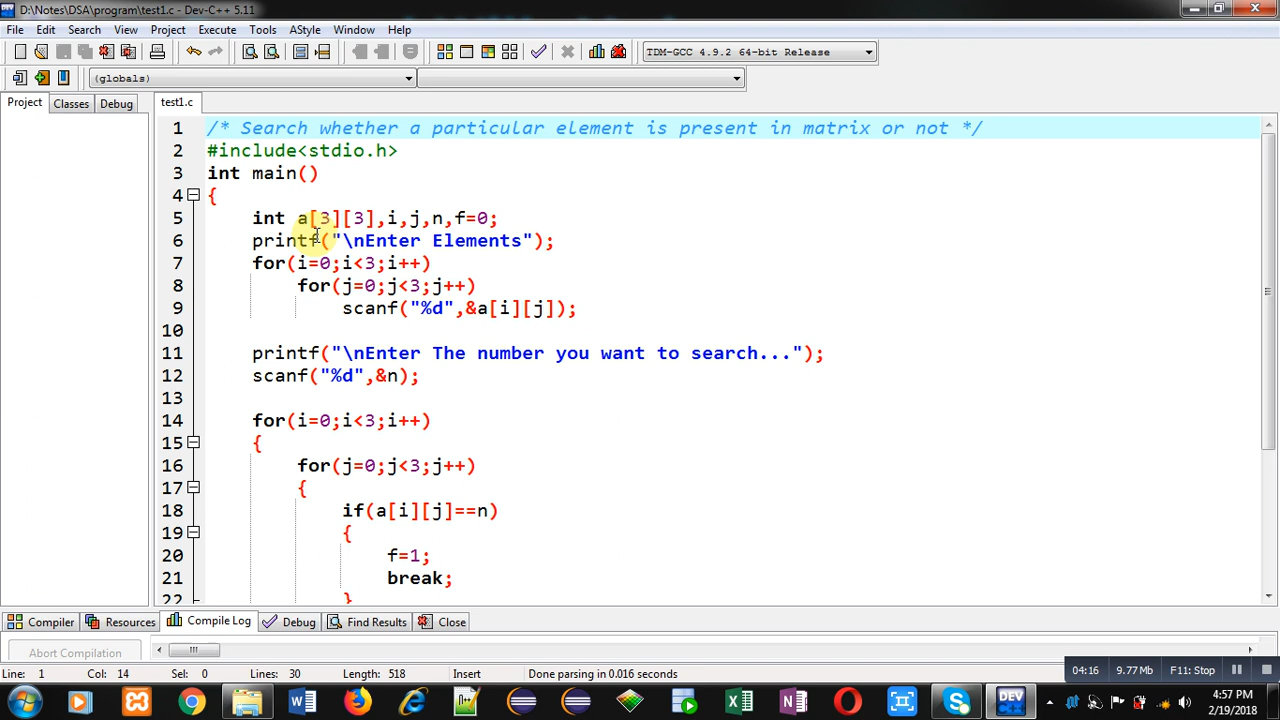 D:\Notes\DSA\program\test1.c - Dev-C++ 5.11
File Edit Search View Project Execute Tools AStyle Window Help
TDM-GCC 4.9.2 64-bit Release
(globals)
Project Classes Debug test1.c
1 /* Search whether a particular element is present in matrix or not */
2 #include<stdio.h>
3 int main()
4 {
5 int a[3][3],i,j,n,f=0;
6 printf("\nEnter Elements");
7 for(i=0;i<3;i++)
8 for(j=0;j<3;j++)
9 scanf("%d",&a[i][j]);
10
11 printf("\nEnter The number you want to search...");
12 scanf("%d",&n);
13
14 for(i=0;i<3;i++)
15 {
16 for(j=0;j<3;j++)
17 {
18 if(a[i][j]==n)
19 {
20 f=1;
21 break;
22 }
Compiler Resources Compile Log Debug Find Results Close
Abort Compilation
Line: 1 Col: 14 Sel: 0 Lines: 30 Length: 518 Insert Done parsing in 0.016 seconds
04:16 9.77 Mb F11: Stop
DEV C++
4:57 PM
2/19/2018